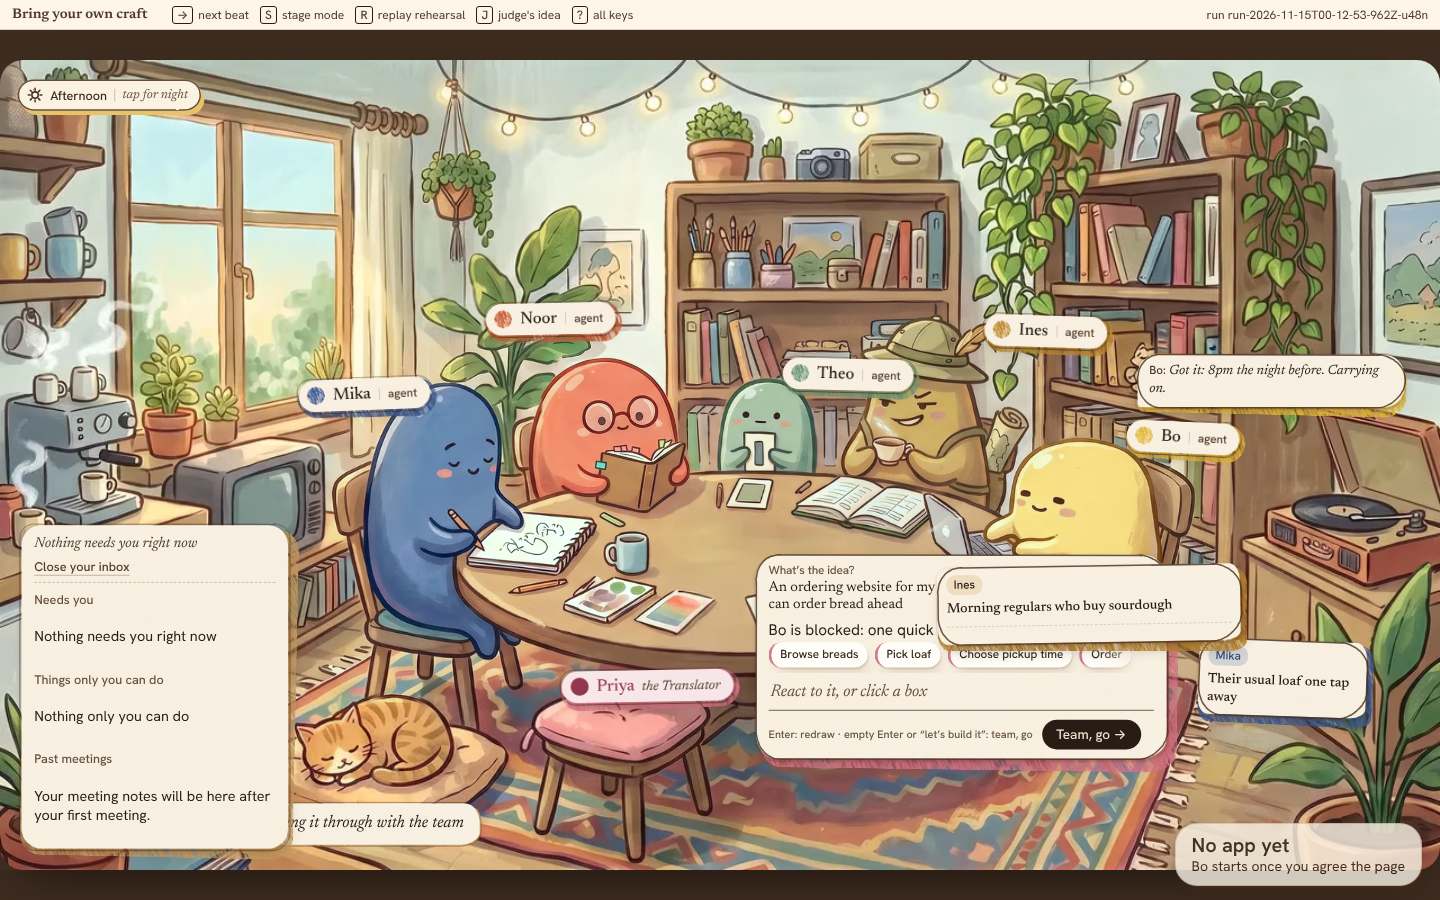 Bring your own craft
→ next beat S stage mode R replay rehearsal J judge's idea ? all keys
run run-2026-11-15T00-12-53-962Z-u48n
Afternoon tap for night
Noor agent
Ines agent
Theo agent
Mika agent
Bo: Got it: 8pm the night before. Carrying
on.
Bo agent
Nothing needs you right now
Close your inbox
Needs you
Nothing needs you right now
Things only you can do
Nothing only you can do
Past meetings
Your meeting notes will be here after
your first meeting.
What's the idea?
An ordering website for my
can order bread ahead
Bo is blocked: one quick
Browse breads Pick loaf Choose pickup time Order
React to it, or click a box
Enter: redraw · empty Enter or “let's build it”: team, go Team, go →
Ines
Morning regulars who buy sourdough
Mika
Their usual loaf one tap
away
Priya the Translator
it through with the team
No app yet
Bo starts once you agree the page